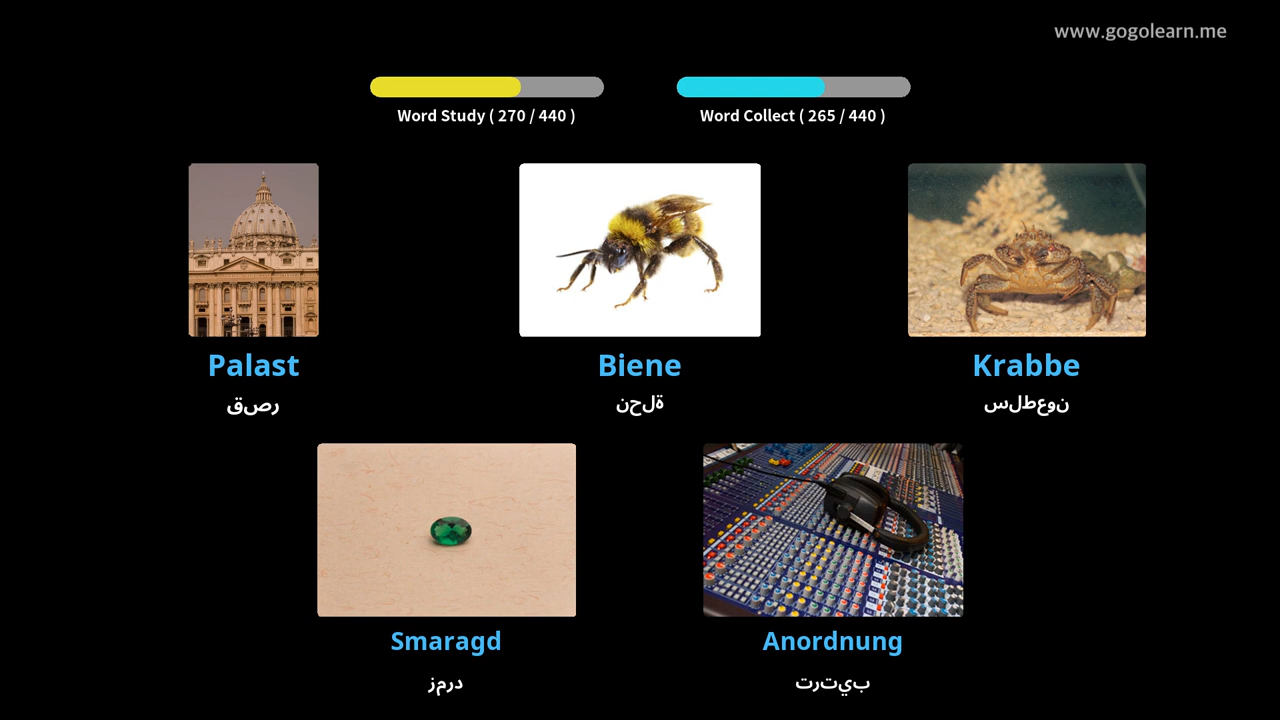 www.gogolearn.me
Word Study ( 270 / 440 )
Word Collect ( 265 / 440 )
Palast
قصر
Biene
نحلة
Krabbe
سلطعون
Smaragd
زمرد
Anordnung
ترتيب